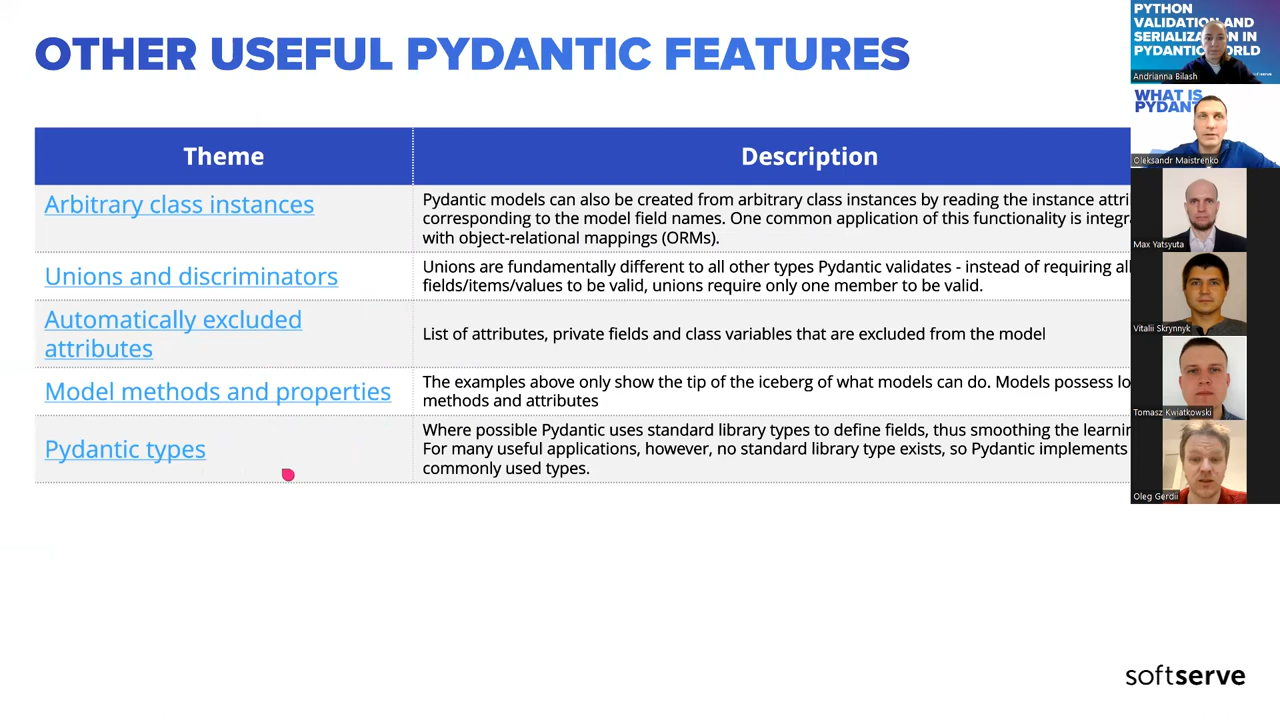 OTHER USEFUL PYDANTIC FEATURES
Theme
Description
Arbitrary class instances
Pydantic models can also be created from arbitrary class instances by reading the instance attri
corresponding to the model field names. One common application of this functionality is integr
with object-relational mappings (ORMs).
Unions and discriminators
Unions are fundamentally different to all other types Pydantic validates - instead of requiring all
fields/items/values to be valid, unions require only one member to be valid.
Automatically excluded
attributes
List of attributes, private fields and class variables that are excluded from the model
Model methods and properties
The examples above only show the tip of the iceberg of what models can do. Models possess lo
methods and attributes
Pydantic types
Where possible Pydantic uses standard library types to define fields, thus smoothing the learnin
For many useful applications, however, no standard library type exists, so Pydantic implements
commonly used types.
softserve
PYTHON
VALIDATION AND
SERIALIZATION IN
PYDANTIC WORLD
Andrianna Bilash
WHAT IS
PYDANT
Oleksandr Maistrenko
Max Yatsyuta
Vitalii Skrynnyk
Tomasz Kwiatkowski
Oleg Gerdii